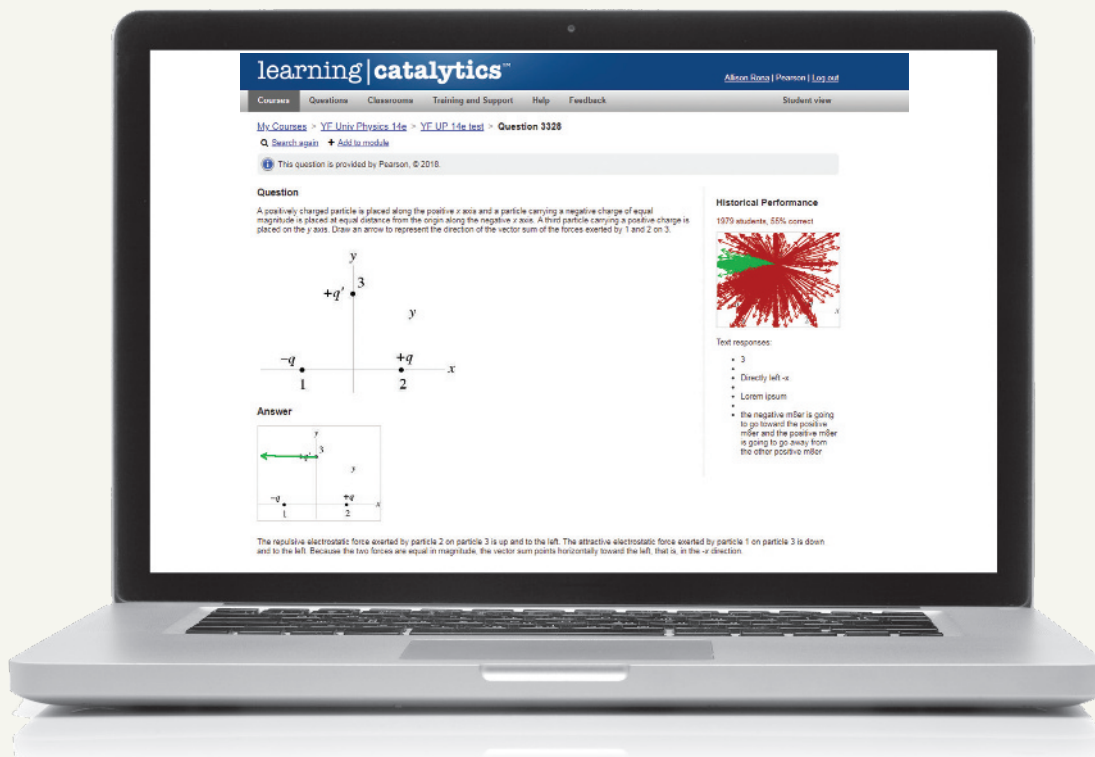 learning|catalytics™
Allison Rona | Pearson | Log out
Courses Questions Classrooms Training and Support Help Feedback Student view
My Courses > YF Univ Physics 14e > YF UP 14e test > Question 3328
Search again + Add to module
This question is provided by Pearson, © 2018.
Question
A positively charged particle is placed along the positive x axis and a particle carrying a negative charge of equal
magnitude is placed at equal distance from the origin along the negative x axis. A third particle carrying a positive charge is
placed on the y axis. Draw an arrow to represent the direction of the vector sum of the forces exerted by 1 and 2 on 3.
y
3
+q'
y
−q
+q
x
1
2
Answer
y
3
q'
y
−q
+q
x
1
2
The repulsive electrostatic force exerted by particle 2 on particle 3 is up and to the left. The attractive electrostatic force exerted by particle 1 on particle 3 is down
and to the left. Because the two forces are equal in magnitude, the vector sum points horizontally toward the left, that is, in the -x direction.
Historical Performance
1979 students, 55% correct
x
Text responses:
3
Directly left -x
Lorem ipsum
the negative m8er is going
to go toward the positive
m8er and the positive m8er
is going to go away from
the other positive m8er